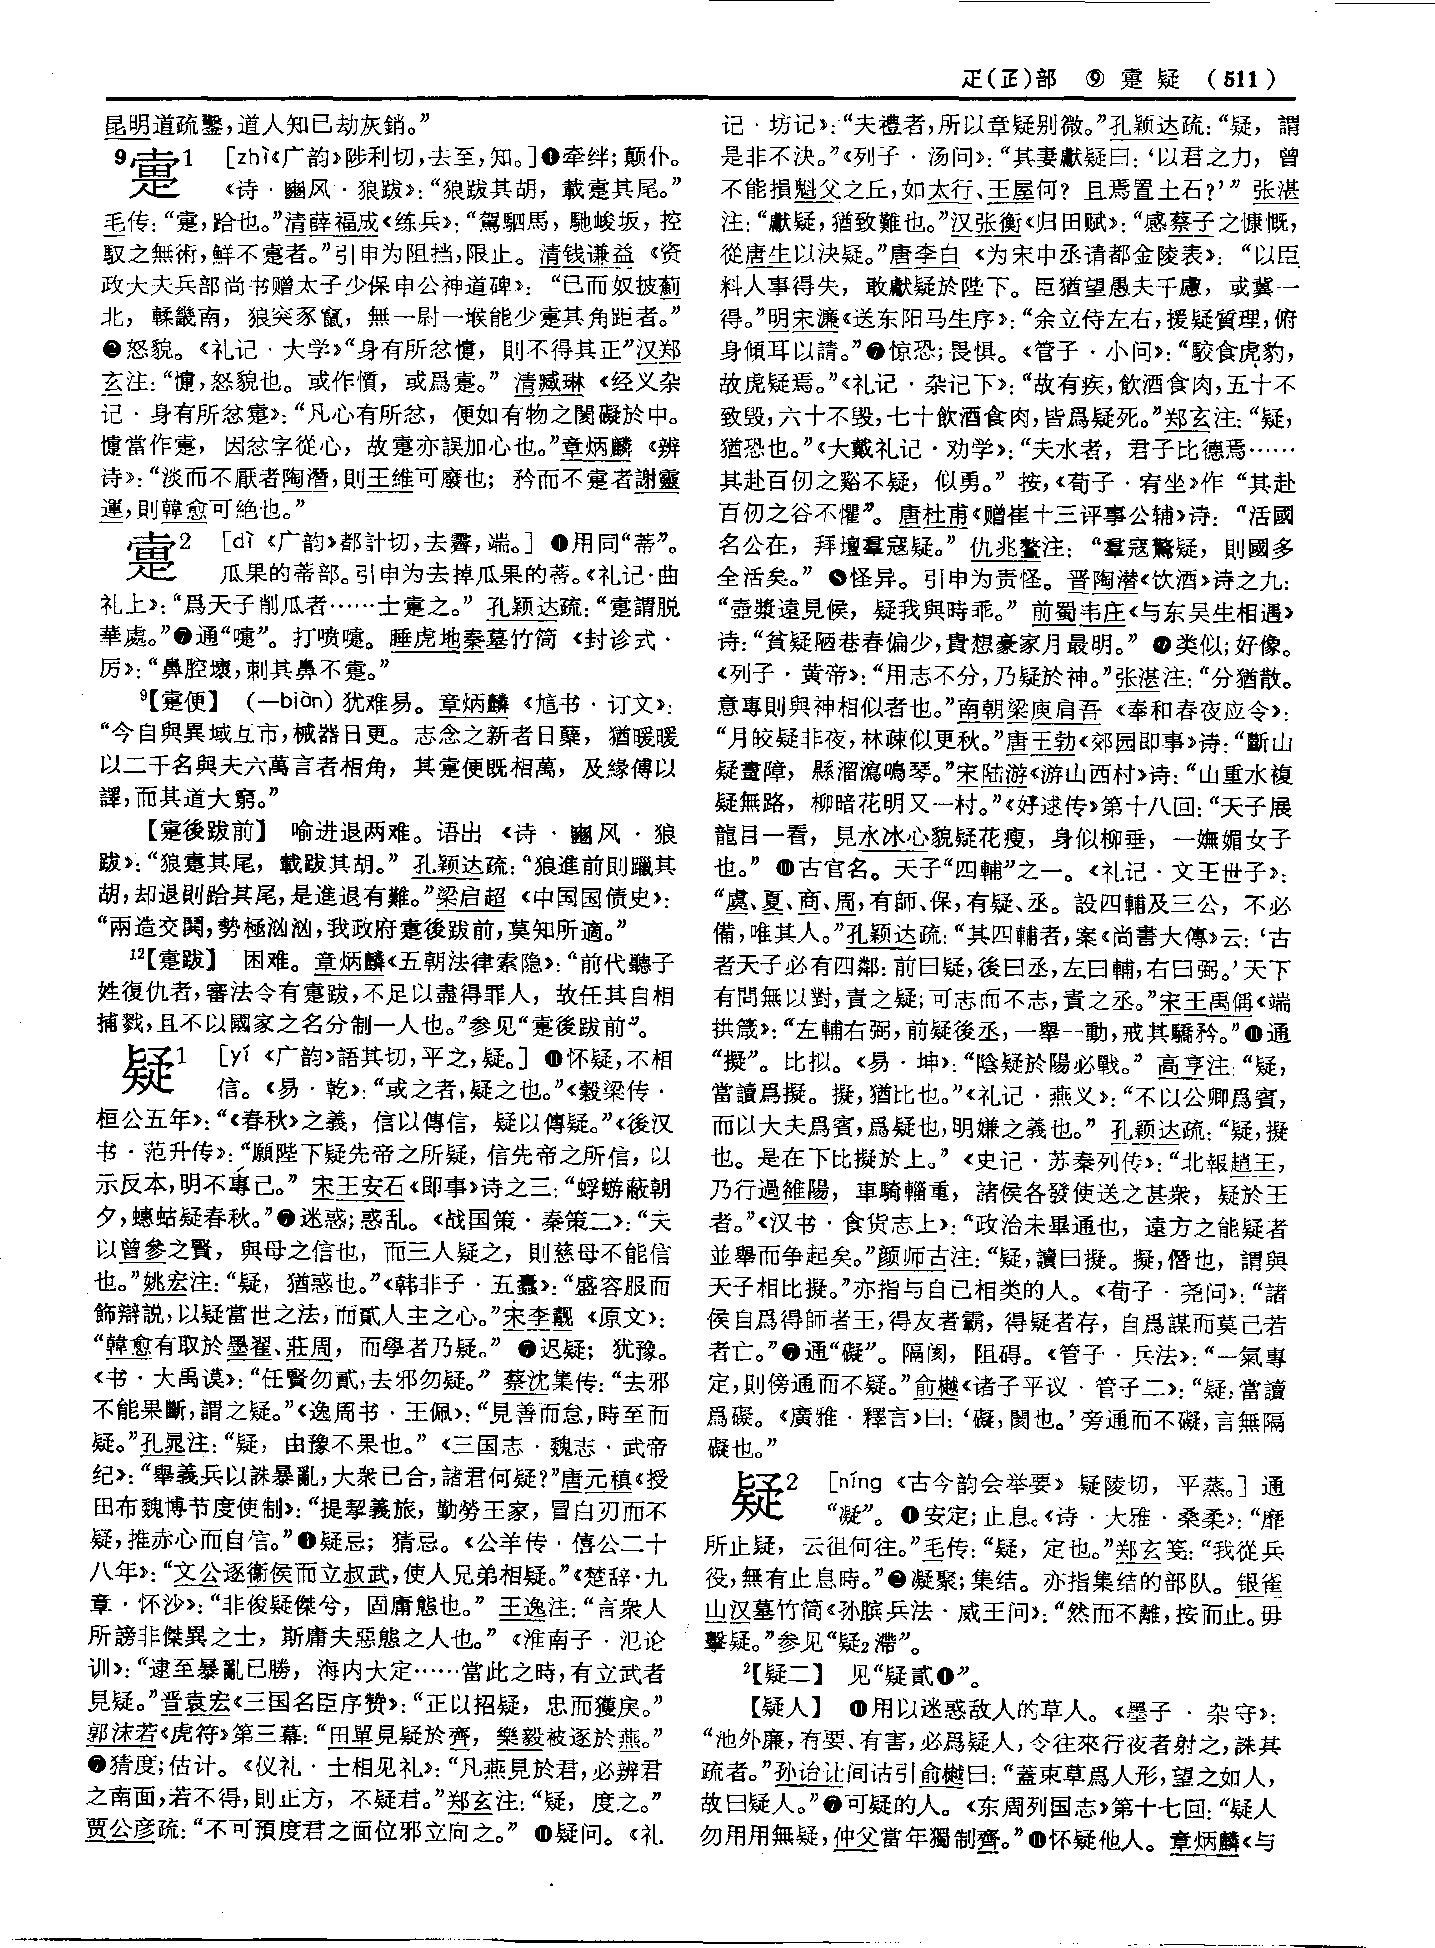 疋(𤴔)部　⑨　疐 疑　(511)
昆明道疏鑿，道人知已劫灰銷。”
9疐1　[zhì《广韵》陟利切，去至，知。]❶牵绊；颠仆。
《诗·豳风·狼跋》：“狼跋其胡，載疐其尾。”
毛传：“疐，跲也。”清薛福成《练兵》：“駕駟馬，馳峻坂，控
馭之無術，鮮不疐者。”引申为阻挡，限止。清钱谦益《资
政大夫兵部尚书赠太子少保申公神道碑》：“已而奴披薊
北，轥畿南，狼突豕竄，無一尉一堠能少疐其角距者。”
❷怒貌。《礼记·大学》“身有所忿懥，則不得其正”汉郑
玄注：“懥，怒貌也。或作懫，或爲疐。”清臧琳《经义杂
记·身有所忿疐》：“凡心有所忿，便如有物之閡礙於中。
懥當作疐，因忿字從心，故疐亦誤加心也。”章炳麟《辨
诗》：“淡而不厭者陶潛，則王维可廢也；矜而不疐者謝靈
運，則韓愈可絶也。”
疐2　[dì《广韵》都計切，去霽，端。]❶用同“蒂”。
瓜果的蒂部。引申为去掉瓜果的蒂。《礼记·曲
礼上》：“爲天子削瓜者……士疐之。”孔颖达疏：“疐謂脱
華處。”❷通“嚏”。打喷嚏。睡虎地秦墓竹简《封诊式·
厉》：“鼻腔壞，刺其鼻不疐。”
9【疐便】（—biàn）犹难易。章炳麟《訄书·订文》：
“今自與異域互市，械器日更。志念之新者日蘖，猶暖暖
以二千名與夫六萬言者相角，其疐便既相萬，及緣傅以
譯，而其道大窮。”
【疐後跋前】　喻进退两难。语出《诗·豳风·狼
跋》：“狼疐其尾，載跋其胡。”孔颖达疏：“狼進前則躐其
胡，却退則跲其尾，是進退有難。”梁启超《中国国债史》：
“兩造交鬨，勢極汹汹，我政府疐後跋前，莫知所適。”
12【疐跋】　困难。章炳麟《五朝法律索隐》：“前代聽子
姓復仇者，審法令有疐跋，不足以盡得罪人，故任其自相
捕戮，且不以國家之名分制一人也。”参见“疐後跋前”。
疑1　[yí《广韵》語其切，平之，疑。]❶怀疑，不相
信。《易·乾》：“或之者，疑之也。”《穀梁传·
桓公五年》：“《春秋》之義，信以傳信，疑以傳疑。”《後汉
书·范升传》：“願陛下疑先帝之所疑，信先帝之所信，以
示反本，明不專己。”宋王安石《即事》诗之三：“蜉蝣蔽朝
夕，蟪蛄疑春秋。”❷迷惑；惑乱。《战国策·秦策二》：“夫
以曾參之賢，與母之信也，而三人疑之，則慈母不能信
也。”姚宏注：“疑，猶惑也。”《韩非子·五蠹》：“盛容服而
飾辯説，以疑當世之法，而貳人主之心。”宋李覯《原文》：
“韓愈有取於墨翟、莊周，而學者乃疑。”❸迟疑；犹豫。
《书·大禹谟》：“任賢勿貳，去邪勿疑。”蔡沈集传：“去邪
不能果斷，謂之疑。”《逸周书·王佩》：“見善而怠，時至而
疑。”孔晁注：“疑，由豫不果也。”《三国志·魏志·武帝
纪》：“舉義兵以誅暴亂，大衆已合，諸君何疑？”唐元稹《授
田布魏博节度使制》：“提挈義旅，勤勞王家，冒白刃而不
疑，推赤心而自信。”❹疑忌；猜忌。《公羊传·僖公二十
八年》：“文公逐衞侯而立叔武，使人兄弟相疑。”《楚辞·九
章·怀沙》：“非俊疑傑兮，固庸態也。”王逸注：“言衆人
所謗非傑異之士，斯庸夫惡態之人也。”《淮南子·氾论
训》：“逮至暴亂已勝，海内大定……當此之時，有立武者
見疑。”晋袁宏《三国名臣序赞》：“正以招疑，忠而獲戾。”
郭沫若《虎符》第三幕：“田單見疑於齊，樂毅被逐於燕。”
❺猜度；估计。《仪礼·士相见礼》：“凡燕見於君，必辨君
之南面，若不得，則正方，不疑君。”郑玄注：“疑，度之。”
贾公彦疏：“不可預度君之面位邪立向之。”❻疑问。《礼
记·坊记》：“夫禮者，所以章疑别微。”孔颖达疏：“疑，謂
是非不決。”《列子·汤问》：“其妻獻疑曰：‘以君之力，曾
不能損魁父之丘，如太行、王屋何？且焉置土石？’”张湛
注：“獻疑，猶致難也。”汉张衡《归田赋》：“感蔡子之慷慨，
從唐生以決疑。”唐李白《为宋中丞请都金陵表》：“以臣
料人事得失，敢獻疑於陛下。臣猶望愚夫千慮，或冀一
得。”明宋濂《送东阳马生序》：“余立侍左右，援疑質理，俯
身傾耳以請。”❼惊恐；畏惧。《管子·小问》：“駮食虎豹，
故虎疑焉。”《礼记·杂记下》：“故有疾，飲酒食肉，五十不
致毁，六十不毁，七十飲酒食肉，皆爲疑死。”郑玄注：“疑，
猶恐也。”《大戴礼记·劝学》：“夫水者，君子比德焉……
其赴百仞之谿不疑，似勇。”按，《荀子·宥坐》作“其赴
百仞之谷不懼”。唐杜甫《赠崔十三评事公辅》诗：“活國
名公在，拜壇羣寇疑。”仇兆鳌注：“羣寇驚疑，則國多
全活矣。”❽怪异。引申为责怪。晋陶潜《饮酒》诗之九：
“壺漿遠見候，疑我與時乖。”前蜀韦庄《与东吴生相遇》
诗：“貧疑陋巷春偏少，貴想豪家月最明。”❾类似；好像。
《列子·黄帝》：“用志不分，乃疑於神。”张湛注：“分猶散。
意專則與神相似者也。”南朝梁庾肩吾《奉和春夜应令》：
“月皎疑非夜，林疎似更秋。”唐王勃《郊园即事》诗：“斷山
疑畫障，縣溜瀉鳴琴。”宋陆游《游山西村》诗：“山重水複
疑無路，柳暗花明又一村。”《好逑传》第十八回：“天子展
龍目一看，見水冰心貌疑花瘦，身似柳垂，一嫵媚女子
也。”❿古官名。天子“四輔”之一。《礼记·文王世子》：
“虞、夏、商、周，有師、保，有疑、丞。設四輔及三公，不必
備，唯其人。”孔颖达疏：“其四輔者，案《尚書大傳》云：‘古
者天子必有四鄰：前曰疑，後曰丞，左曰輔，右曰弼。’天下
有問無以對，責之疑；可志而不志，責之丞。”宋王禹偁《端
拱箴》：“左輔右弼，前疑後丞，一舉一動，戒其驕矜。”⓫通
“擬”。比拟。《易·坤》：“陰疑於陽必戰。”高亨注：“疑，
當讀爲擬。擬，猶比也。”《礼记·燕义》：“不以公卿爲賓，
而以大夫爲賓，爲疑也，明嫌之義也。”孔颖达疏：“疑，擬
也。是在下比擬於上。”《史记·苏秦列传》：“北報趙王，
乃行過雒陽，車騎輜重，諸侯各發使送之甚衆，疑於王
者。”《汉书·食货志上》：“政治未畢通也，遠方之能疑者
並舉而争起矣。”颜师古注：“疑，讀曰擬。擬，僭也，謂與
天子相比擬。”亦指与自己相类的人。《荀子·尧问》：“諸
侯自爲得師者王，得友者霸，得疑者存，自爲謀而莫己若
者亡。”⓬通“礙”。隔阂，阻碍。《管子·兵法》：“一氣專
定，則傍通而不疑。”俞樾《诸子平议·管子二》：“疑，當讀
爲礙。《廣雅·釋言》曰：‘礙，閡也。’旁通而不礙，言無隔
礙也。”
疑2　[níng《古今韵会举要》疑陵切，平蒸。]通
“凝”。❶安定；止息。《诗·大雅·桑柔》：“靡
所止疑，云徂何往。”毛传：“疑，定也。”郑玄笺：“我從兵
役，無有止息時。”❷凝聚；集结。亦指集结的部队。银雀
山汉墓竹简《孙膑兵法·威王问》：“然而不離，按而止。毋
擊疑。”参见“疑2滯”。
2【疑二】　见“疑貳❶”。
【疑人】　❶用以迷惑敌人的草人。《墨子·杂守》：
“池外廉，有要、有害，必爲疑人，令往來行夜者射之，誅其
疏者。”孙诒让间诂引俞樾曰：“蓋束草爲人形，望之如人，
故曰疑人。”❷可疑的人。《东周列国志》第十七回：“疑人
勿用用無疑，仲父當年獨制齊。”❸怀疑他人。章炳麟《与